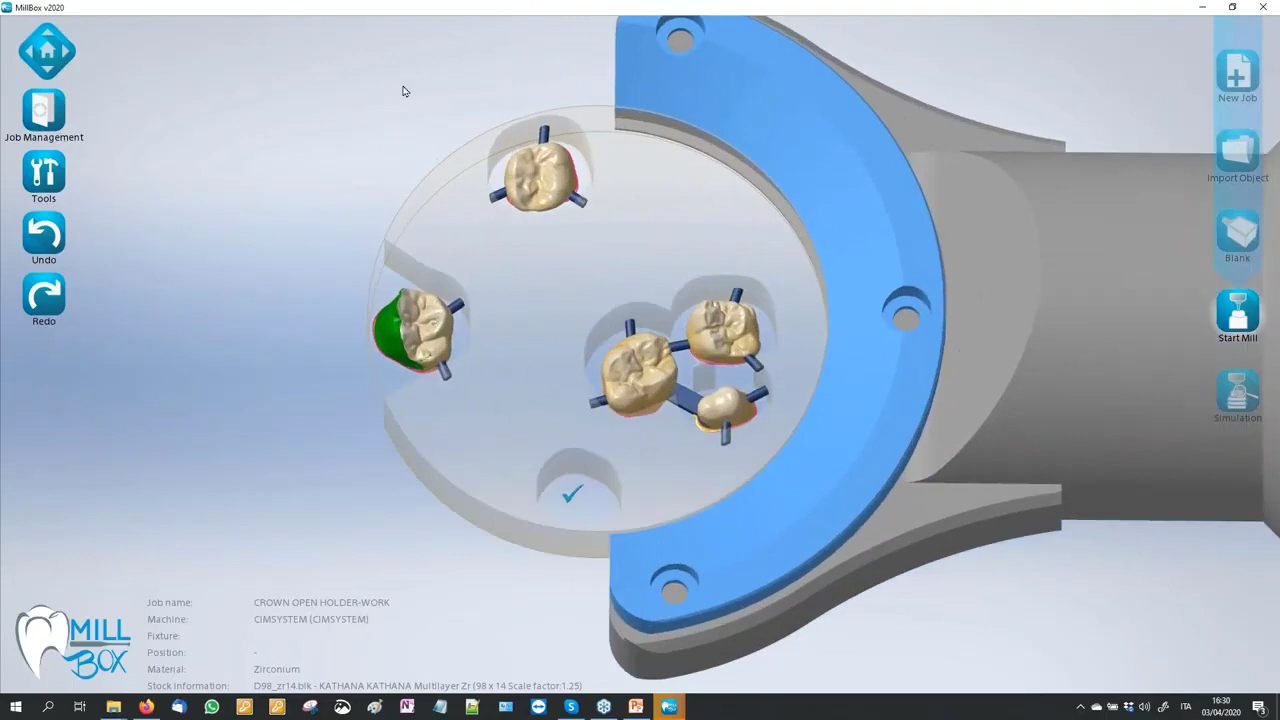 MillBox v2020
Job Management
Tools
Undo
Redo
New Job
Import Object
Blank
Start Mill
Simulation
MILL
BOX
Job name: CROWN OPEN HOLDER-WORK
Machine: CIMSYSTEM (CIMSYSTEM)
Fixture:
Position: -
Material: Zirconium
Stock Information: D98_zr14.blk - KATHANA KATHANA Multilayer Zr (98 x 14 Scale factor:1.25)
ITA
16:30
03/04/2020